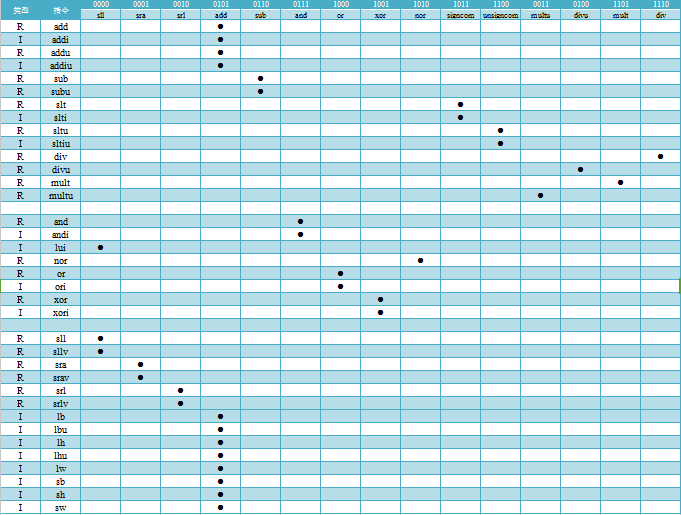 类型 指令 0000 0001 0010 0101 0110 0111 1000 1001 1010 1011 1100 0011 0100 1101 1110
sll sra srl add sub and or xor nor signcom unsigncom multu divu mult div
R add ●
I addi ●
R addu ●
I addiu ●
R sub ●
R subu ●
R slt ●
I slti ●
R sltu ●
I sltiu ●
R div ●
R divu ●
R mult ●
R multu ●
R and ●
I andi ●
I lui ●
R nor ●
R or ●
I ori ●
R xor ●
I xori ●
R sll ●
R sllv ●
R sra ●
R srav ●
R srl ●
R srlv ●
I lb ●
I lbu ●
I lh ●
I lhu ●
I lw ●
I sb ●
I sh ●
I sw ●